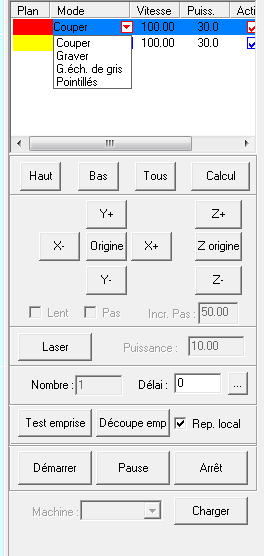 Plan Mode Vitesse Puiss. Acti
Couper 100.00 30.0
Couper 100.00 30.0
Graver
G.éch. de gris
Pointillés
Haut Bas Tous Calcul
Y+ Z+
X- Origine X+ Z origine
Y- Z-
Lent Pas Incr. Pas : 50.00
Laser Puissance : 10.00
Nombre : 1 Délai : 0 ...
Test emprise Découpe emp Rep. local
Démarrer Pause Arrêt
Machine : Charger